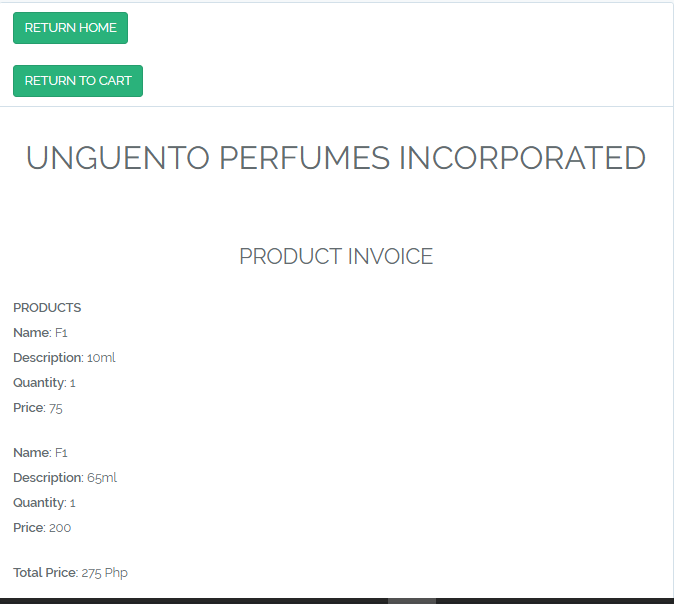 RETURN HOME
RETURN TO CART
UNGUENTO PERFUMES INCORPORATED
PRODUCT INVOICE
PRODUCTS
Name: F1
Description: 10ml
Quantity: 1
Price: 75
Name: F1
Description: 65ml
Quantity: 1
Price: 200
Total Price: 275 Php